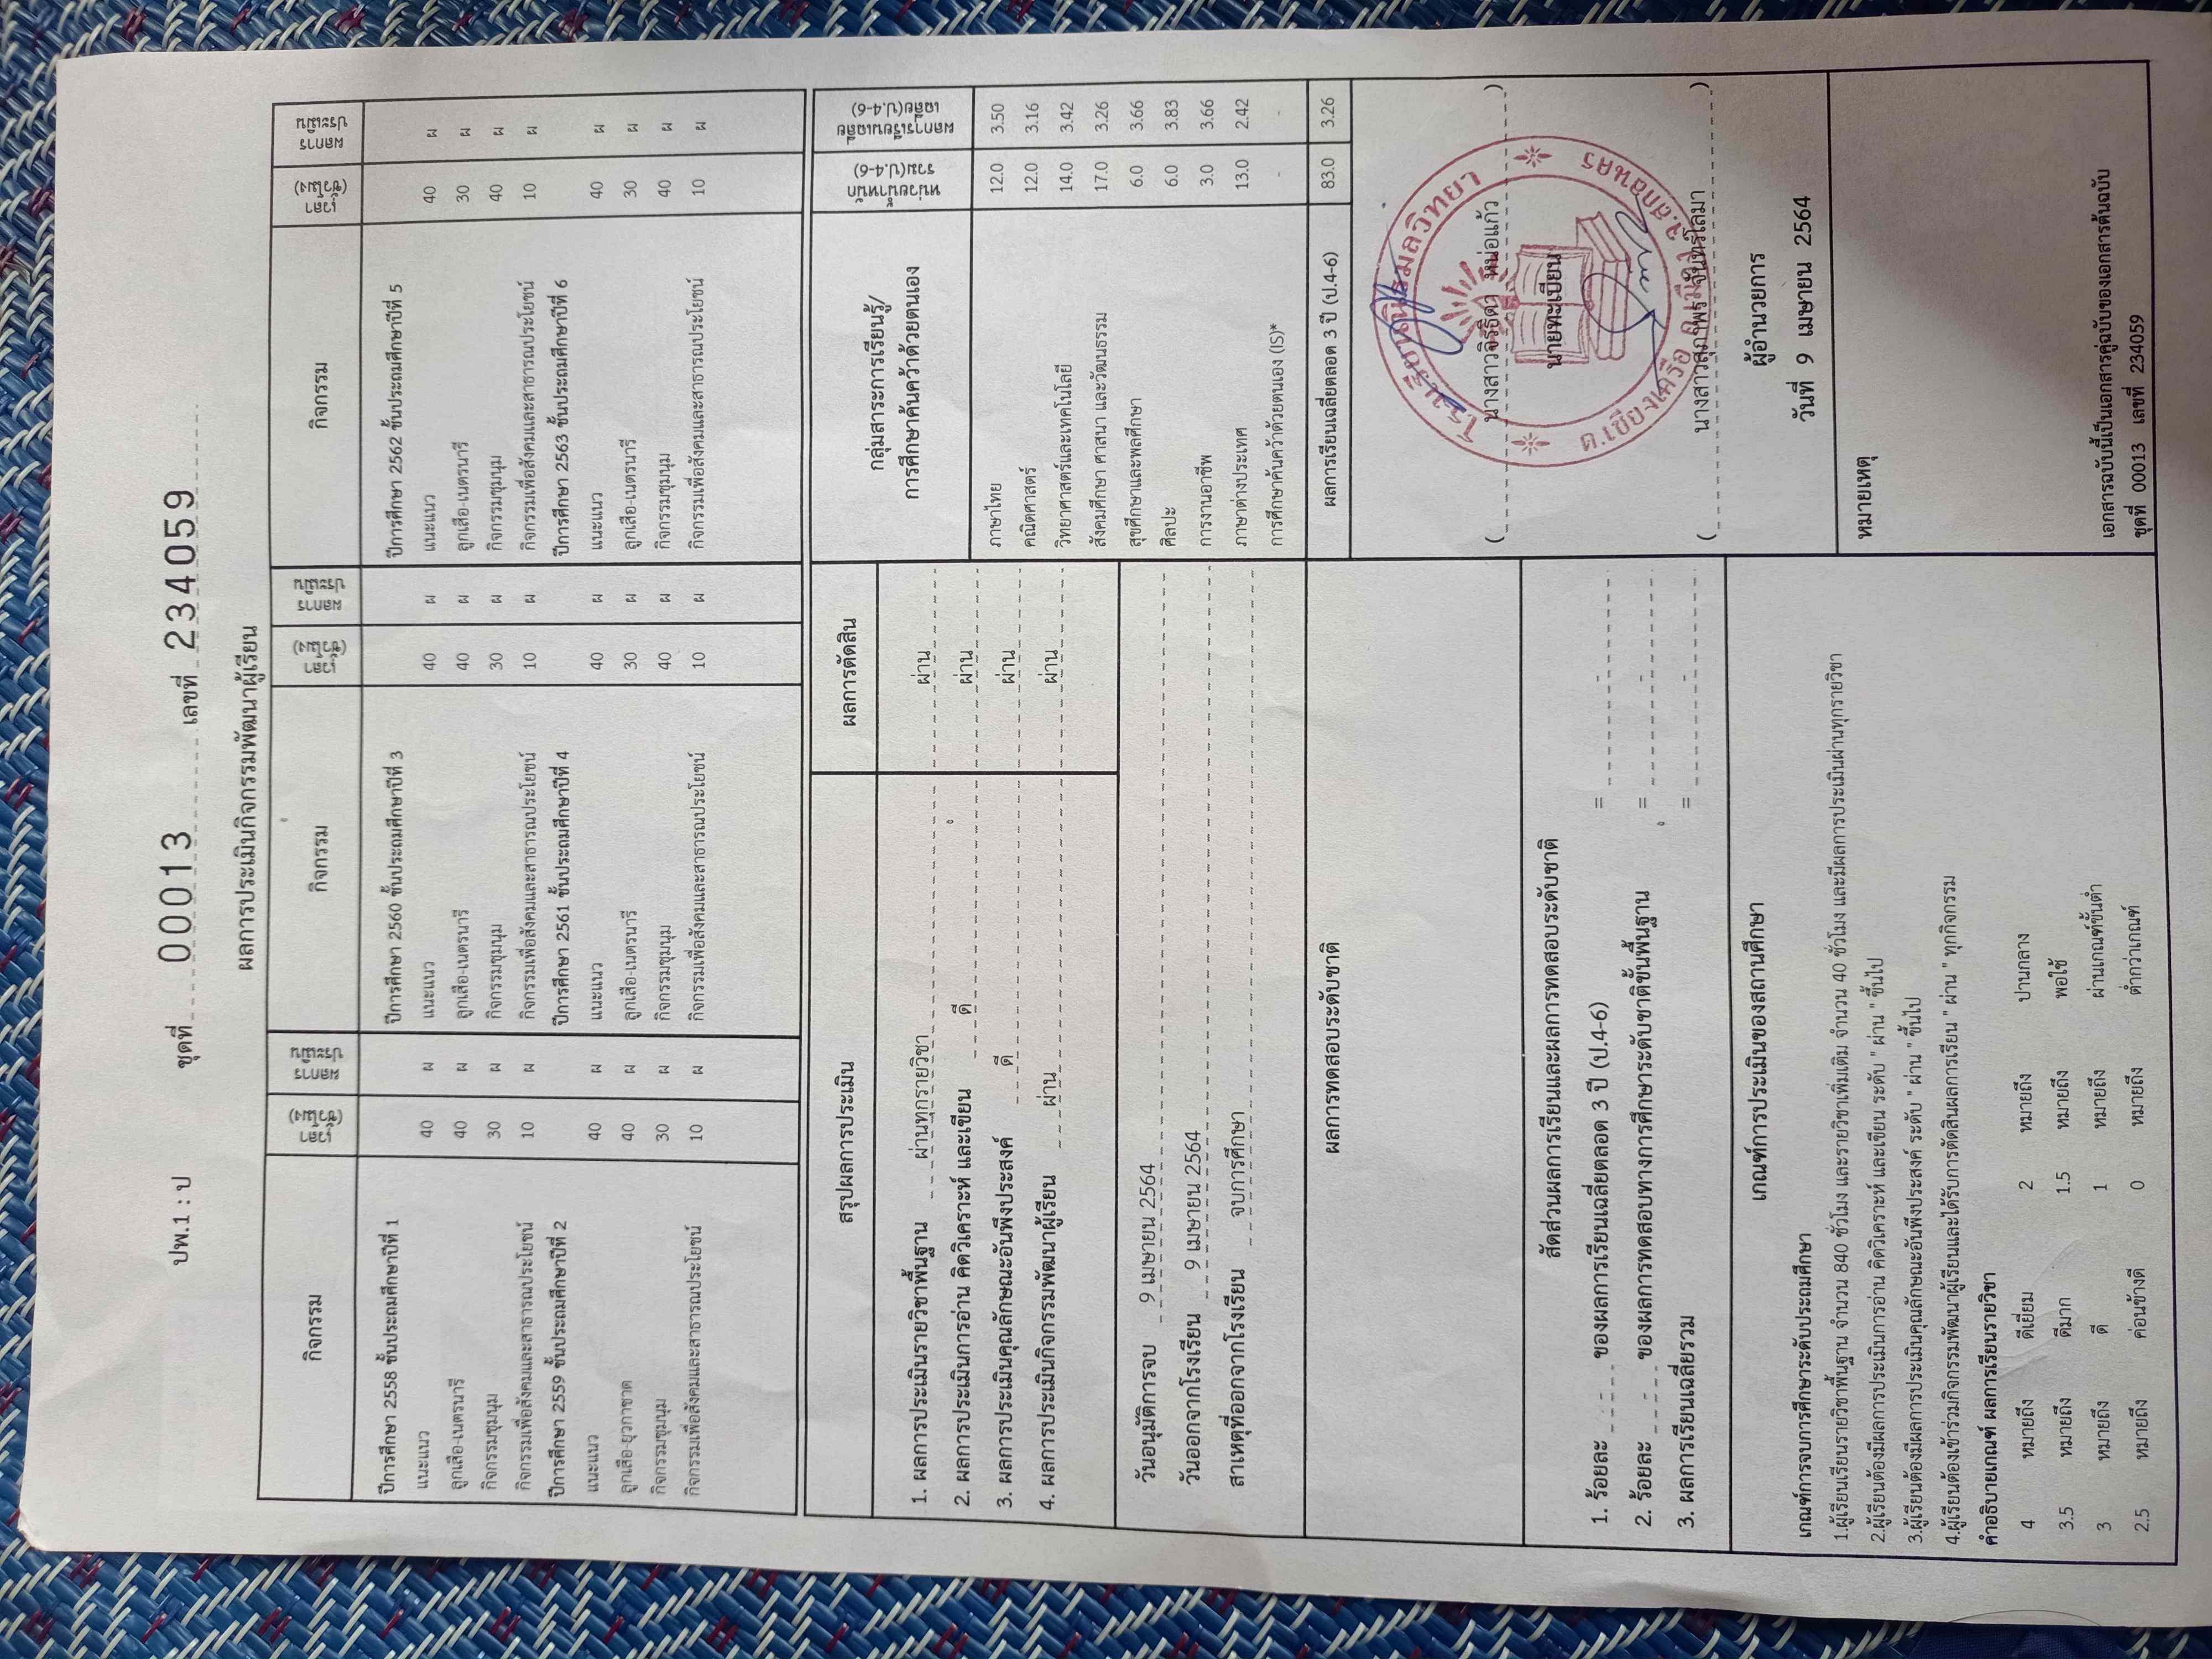 ปพ.1 : ป ชุดที่ 00013 เลขที่ 234059
ผลการประเมินกิจกรรมพัฒนาผู้เรียน
กิจกรรม เวลา (ชั่วโมง) ผลการประเมิน กิจกรรม เวลา (ชั่วโมง) ผลการประเมิน กิจกรรม เวลา (ชั่วโมง) ผลการประเมิน
ปีการศึกษา 2558 ชั้นประถมศึกษาปีที่ 1 ปีการศึกษา 2560 ชั้นประถมศึกษาปีที่ 3 ปีการศึกษา 2562 ชั้นประถมศึกษาปีที่ 5
แนะแนว 40 ผ แนะแนว 40 ผ แนะแนว 40 ผ
ลูกเสือ-เนตรนารี 40 ผ ลูกเสือ-เนตรนารี 40 ผ ลูกเสือ-เนตรนารี 30 ผ
กิจกรรมชุมนุม 30 ผ กิจกรรมชุมนุม 30 ผ กิจกรรมชุมนุม 40 ผ
กิจกรรมเพื่อสังคมและสาธารณประโยชน์ 10 ผ กิจกรรมเพื่อสังคมและสาธารณประโยชน์ 10 ผ กิจกรรมเพื่อสังคมและสาธารณประโยชน์ 10 ผ
ปีการศึกษา 2559 ชั้นประถมศึกษาปีที่ 2 ปีการศึกษา 2561 ชั้นประถมศึกษาปีที่ 4 ปีการศึกษา 2563 ชั้นประถมศึกษาปีที่ 6
แนะแนว 40 ผ แนะแนว 40 ผ แนะแนว 40 ผ
ลูกเสือ-ยุวกาชาด 40 ผ ลูกเสือ-เนตรนารี 30 ผ ลูกเสือ-เนตรนารี 30 ผ
กิจกรรมชุมนุม 30 ผ กิจกรรมชุมนุม 40 ผ กิจกรรมชุมนุม 40 ผ
กิจกรรมเพื่อสังคมและสาธารณประโยชน์ 10 ผ กิจกรรมเพื่อสังคมและสาธารณประโยชน์ 10 ผ กิจกรรมเพื่อสังคมและสาธารณประโยชน์ 10 ผ
สรุปผลการประเมิน ผลการตัดสิน
1. ผลการประเมินรายวิชาพื้นฐาน ผ่านทุกรายวิชา ผ่าน
2. ผลการประเมินการอ่าน คิดวิเคราะห์ และเขียน ดี ผ่าน
3. ผลการประเมินคุณลักษณะอันพึงประสงค์ ดี ผ่าน
4. ผลการประเมินกิจกรรมพัฒนาผู้เรียน ผ่าน ผ่าน
วันอนุมัติการจบ 9 เมษายน 2564
วันออกจากโรงเรียน 9 เมษายน 2564
สาเหตุที่ออกจากโรงเรียน จบการศึกษา
กลุ่มสาระการเรียนรู้/ การศึกษาค้นคว้าด้วยตนเอง หน่วยน้ำหนัก รวม(ป.4-6) ผลการเรียนเฉลี่ย เฉลี่ย(ป.4-6)
ภาษาไทย 12.0 3.50
คณิตศาสตร์ 12.0 3.16
วิทยาศาสตร์และเทคโนโลยี 14.0 3.42
สังคมศึกษา ศาสนา และวัฒนธรรม 17.0 3.26
สุขศึกษาและพลศึกษา 6.0 3.66
ศิลปะ 6.0 3.83
การงานอาชีพ 3.0 3.66
ภาษาต่างประเทศ 13.0 2.42
การศึกษาค้นคว้าด้วยตนเอง (IS)* - -
ผลการเรียนเฉลี่ยตลอด 3 ปี (ป.4-6) 83.0 3.26
ผลการทดสอบระดับชาติ
สัดส่วนผลการเรียนและผลการทดสอบระดับชาติ
1. ร้อยละ ของผลการเรียนเฉลี่ยตลอด 3 ปี (ป.4-6) = -
2. ร้อยละ ของผลการทดสอบทางการศึกษาระดับชาติขั้นพื้นฐาน = -
3. ผลการเรียนเฉลี่ยรวม = -
(นางสาวจิรธิดา หน่อแก้ว)
นายทะเบียน
(นางสาวสุภาพร จันทร์โสมา)
ผู้อำนวยการ
วันที่ 9 เมษายน 2564
เกณฑ์การประเมินของสถานศึกษา
เกณฑ์การจบการศึกษาระดับประถมศึกษา
1.ผู้เรียนเรียนรายวิชาพื้นฐาน จำนวน 840 ชั่วโมง และรายวิชาเพิ่มเติม จำนวน 40 ชั่วโมง และมีผลการประเมินผ่านทุกรายวิชา
2.ผู้เรียนต้องมีผลการประเมินการอ่าน คิดวิเคราะห์ และเขียน ระดับ " ผ่าน " ขึ้นไป
3.ผู้เรียนต้องมีผลการประเมินคุณลักษณะอันพึงประสงค์ ระดับ " ผ่าน " ขึ้นไป
4.ผู้เรียนต้องเข้าร่วมกิจกรรมพัฒนาผู้เรียนและได้รับการตัดสินผลการเรียน " ผ่าน " ทุกกิจกรรม
คำอธิบายเกณฑ์ ผลการเรียนรายวิชา
4 หมายถึง ดีเยี่ยม 2 หมายถึง ปานกลาง
3.5 หมายถึง ดีมาก 1.5 หมายถึง พอใช้
3 หมายถึง ดี 1 หมายถึง ผ่านเกณฑ์ขั้นต่ำ
2.5 หมายถึง ค่อนข้างดี 0 หมายถึง ต่ำกว่าเกณฑ์
หมายเหตุ
เอกสารฉบับนี้เป็นเอกสารคู่ฉบับของเอกสารต้นฉบับ
ชุดที่ 00013 เลขที่ 234059